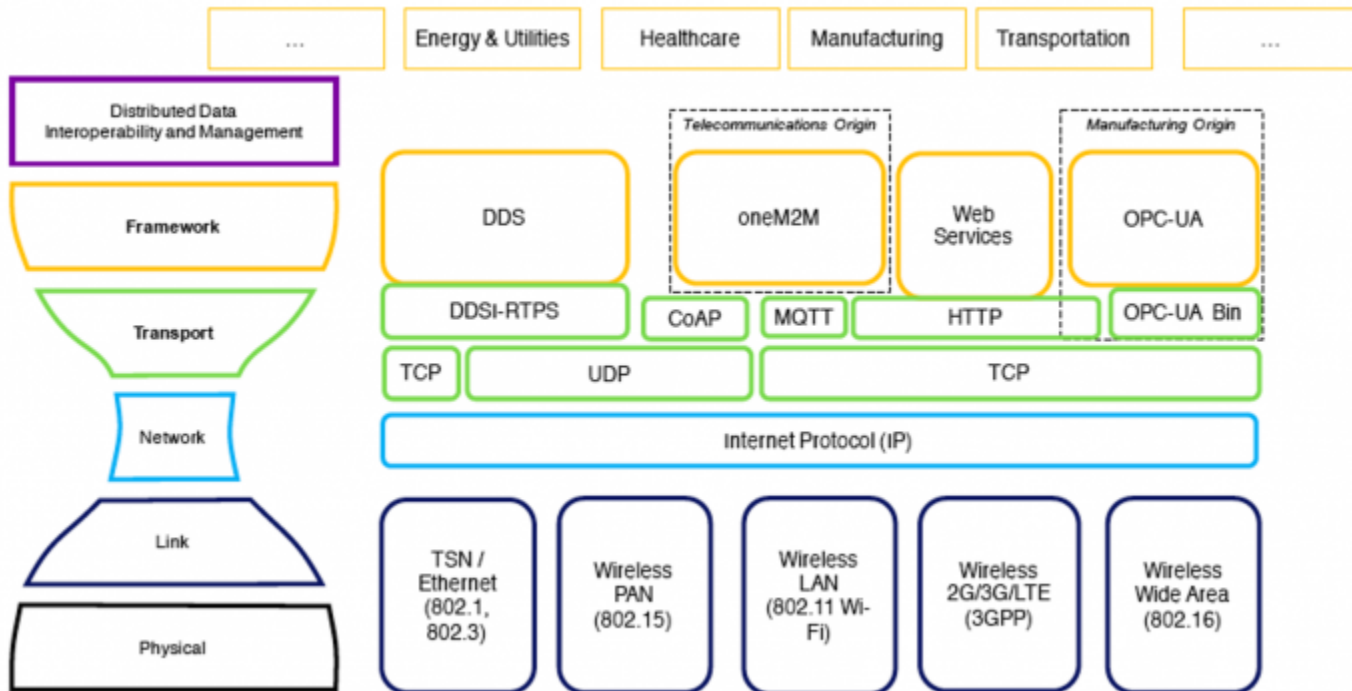 ...
Energy & Utilities
Healthcare
Manufacturing
Transportation
...
Distributed Data
Interoperability and Management
Telecommunications Origin
Manufacturing Origin
Framework
DDS
oneM2M
Web
Services
OPC-UA
Transport
DDSI-RTPS
CoAP
MQTT
HTTP
OPC-UA Bin
TCP
UDP
TCP
Network
Internet Protocol (IP)
Link
TSN /
Ethernet
(802.1,
802.3)
Wireless
PAN
(802.15)
Wireless
LAN
(802.11 Wi-
Fi)
Wireless
2G/3G/LTE
(3GPP)
Wireless
Wide Area
(802.16)
Physical